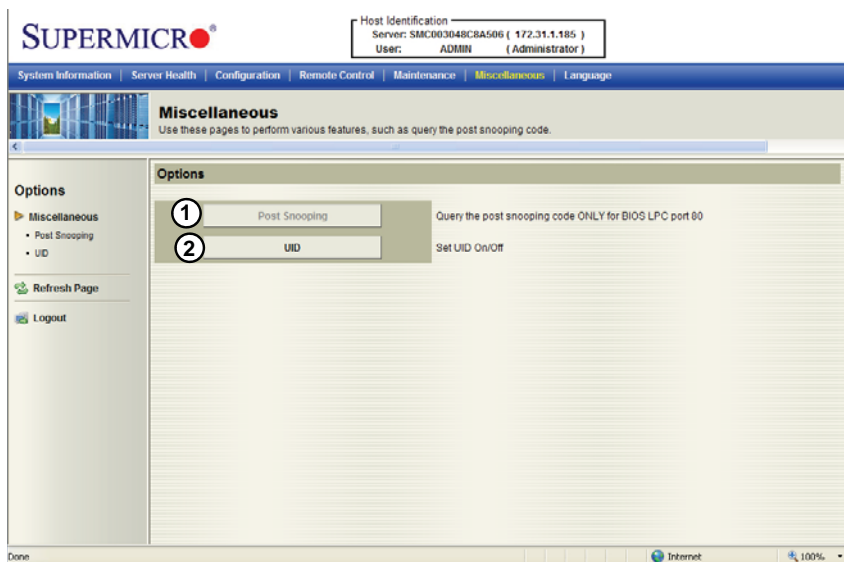 SUPERMICRO®
Host Identification
Server: SMC003048C8A506 ( 172.31.1.185 )
User: ADMIN ( Administrator )
System Information | Server Health | Configuration | Remote Control | Maintenance | Miscellaneous | Language
Miscellaneous
Use these pages to perform various features, such as query the post snooping code.
Options
Miscellaneous
• Post Snooping
• UID
Refresh Page
Logout
Options
1 Post Snooping Query the post snooping code ONLY for BIOS LPC port 80
2 UID Set UID On/Off
Done Internet 100%